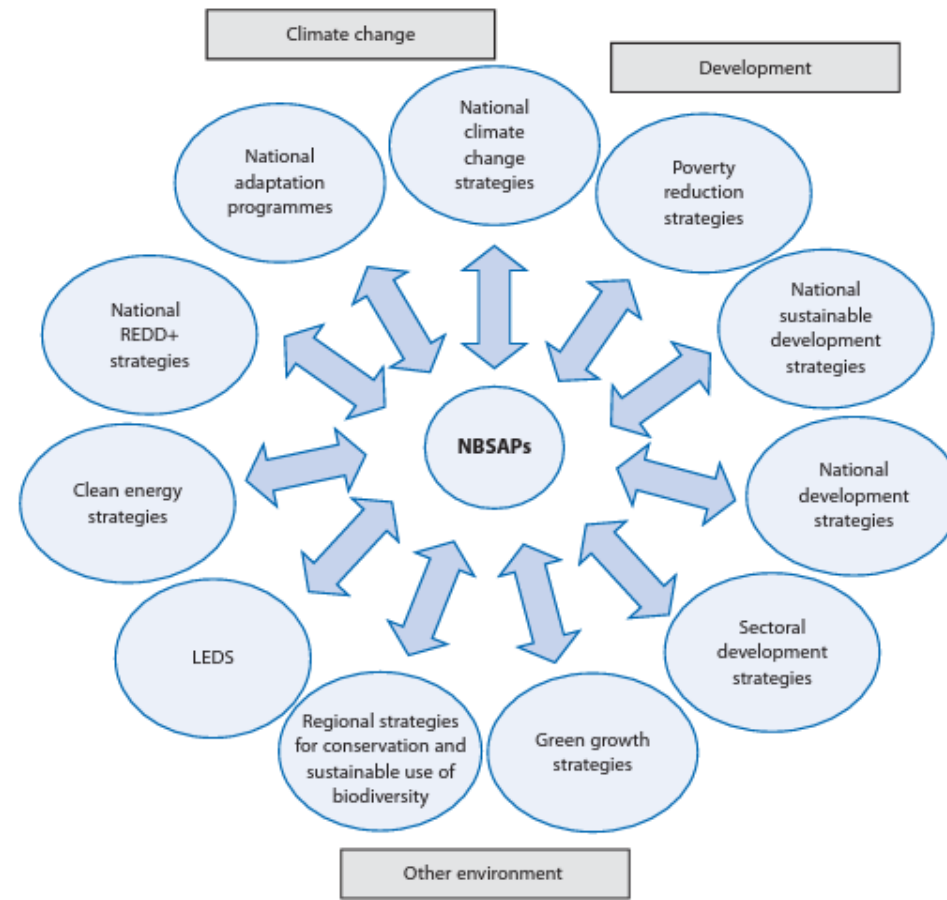 Climate change
Development
National
climate
change
strategies
National
adaptation
programmes
Poverty
reduction
strategies
National
REDD+
strategies
National
sustainable
development
strategies
NBSAPs
Clean energy
strategies
National
development
strategies
LEDS
Sectoral
development
strategies
Regional strategies
for conservation and
sustainable use of
biodiversity
Green growth
strategies
Other environment